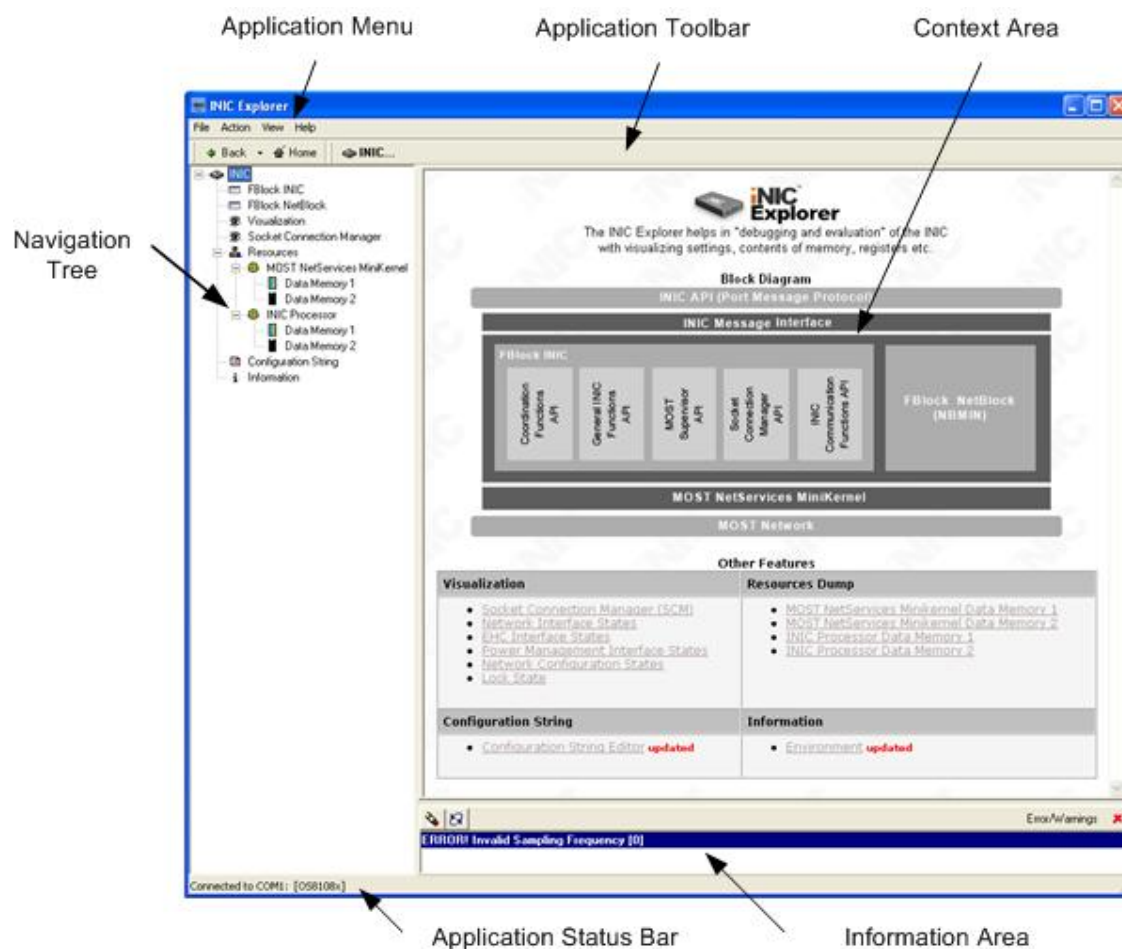 Application Menu
Application Toolbar
Context Area
INIC Explorer
File Action View Help
Back Home INIC...
INIC
FBlock INIC
FBlock NetBlock
Visualization
Socket Connection Manager
Resources
MOST NetServices MiniKernel
Data Memory 1
Data Memory 2
INIC Processor
Data Memory 1
Data Memory 2
Configuration String
Information
Navigation
Tree
iNIC
Explorer
The INIC Explorer helps in "debugging and evaluation" of the INIC
with visualizing settings, contents of memory, registers etc.
Block Diagram
INIC API (Port Message Protocol)
INIC Message Interface
FBlock INIC
Coordination
Functions
API
General INIC
Functions
API
MOST
Supervisor
API
Socket
Connection
Manager
API
INIC
Communication
Functions API
FBlock NetBlock
(NBMIN)
MOST NetServices MiniKernel
MOST Network
Other Features
Visualization
Socket Connection Manager (SCM)
Network Interface States
EHC Interface States
Power Management Interface States
Network Configuration States
Lock State
Resources Dump
MOST NetServices Minikernel Data Memory 1
MOST NetServices Minikernel Data Memory 2
INIC Processor Data Memory 1
INIC Processor Data Memory 2
Configuration String
Configuration String Editor updated
Information
Environment updated
Error/Warnings
ERROR! Invalid Sampling Frequency [0]
Connected to COM1: [OS8108x]
Application Status Bar
Information Area